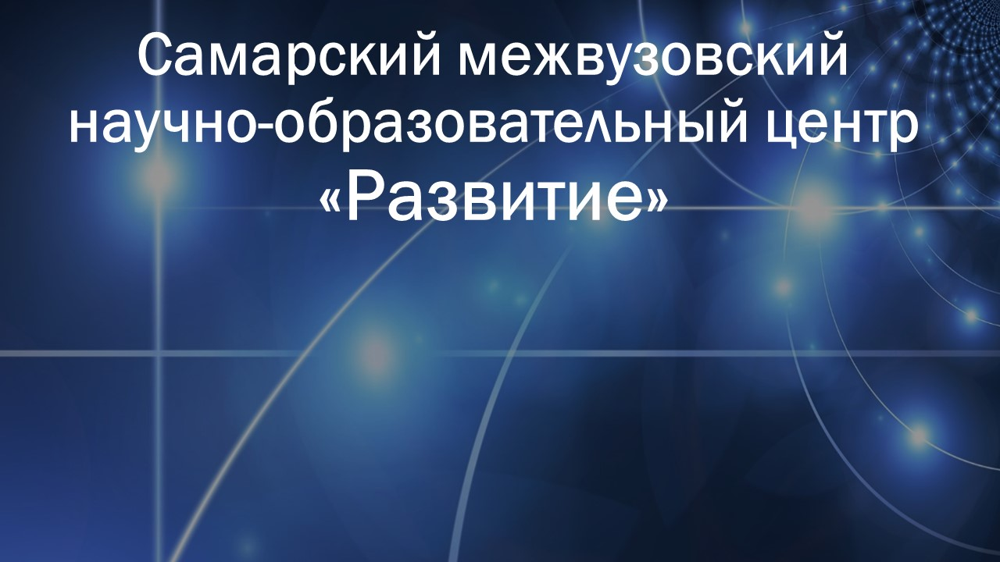 Самарский межвузовский
научно-образовательный центр
«Развитие»